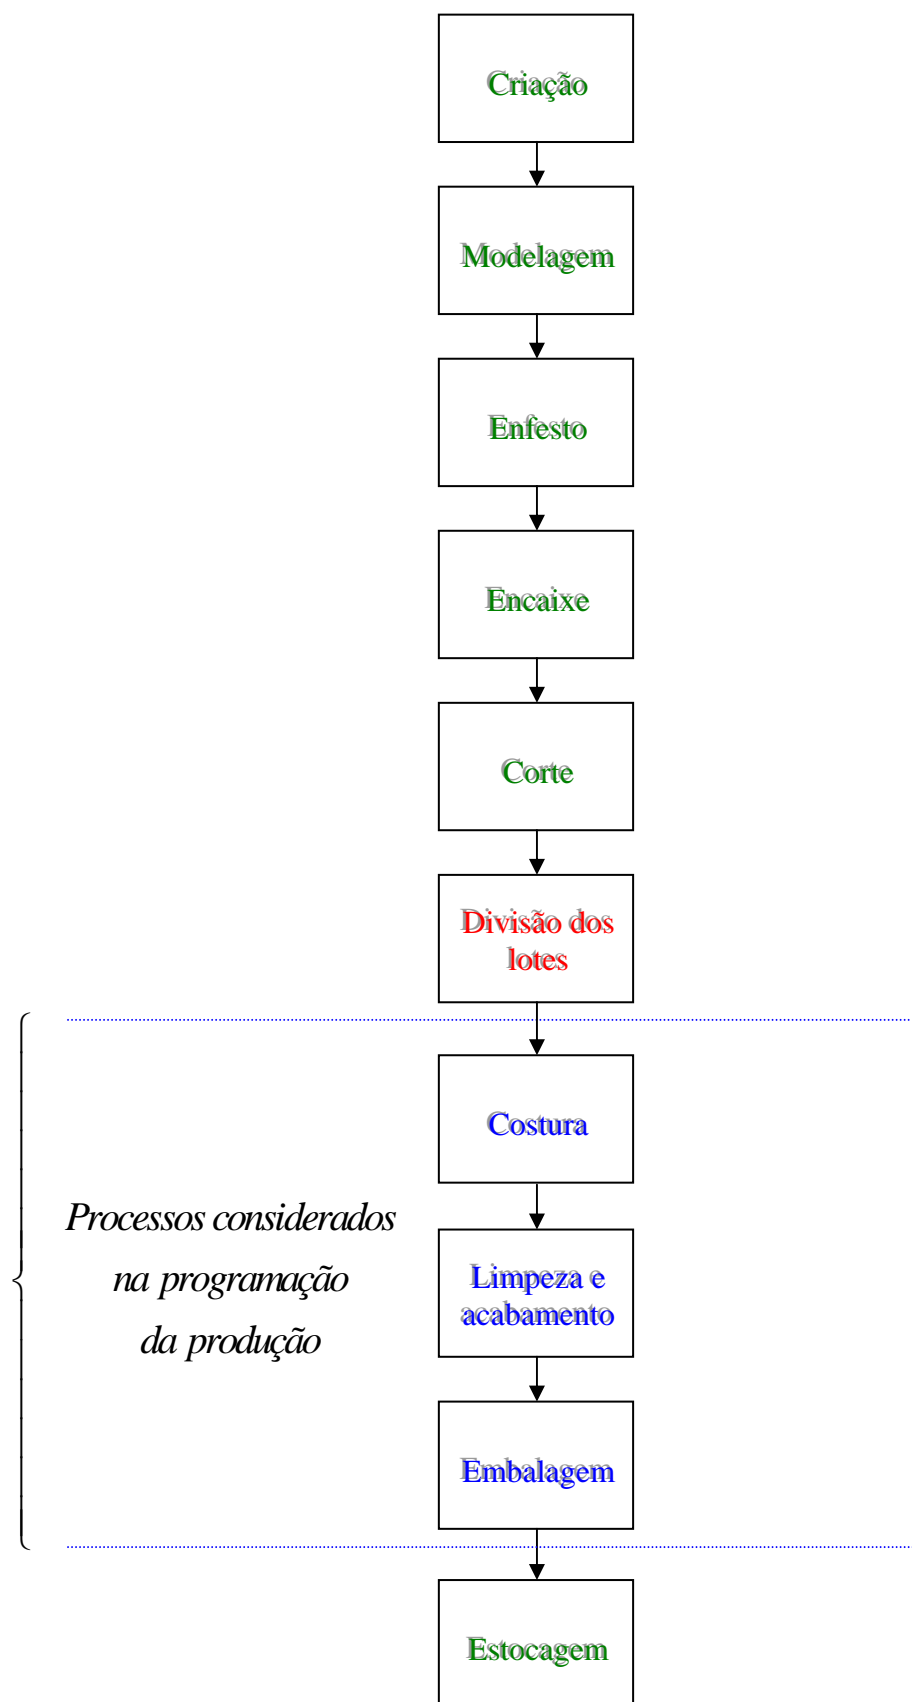 Criação
Modelagem
Enfesto
Encaixe
Corte
Divisão dos
lotes
Costura
Processos considerados
na programação
da produção
Limpeza e
acabamento
Embalagem
Estocagem